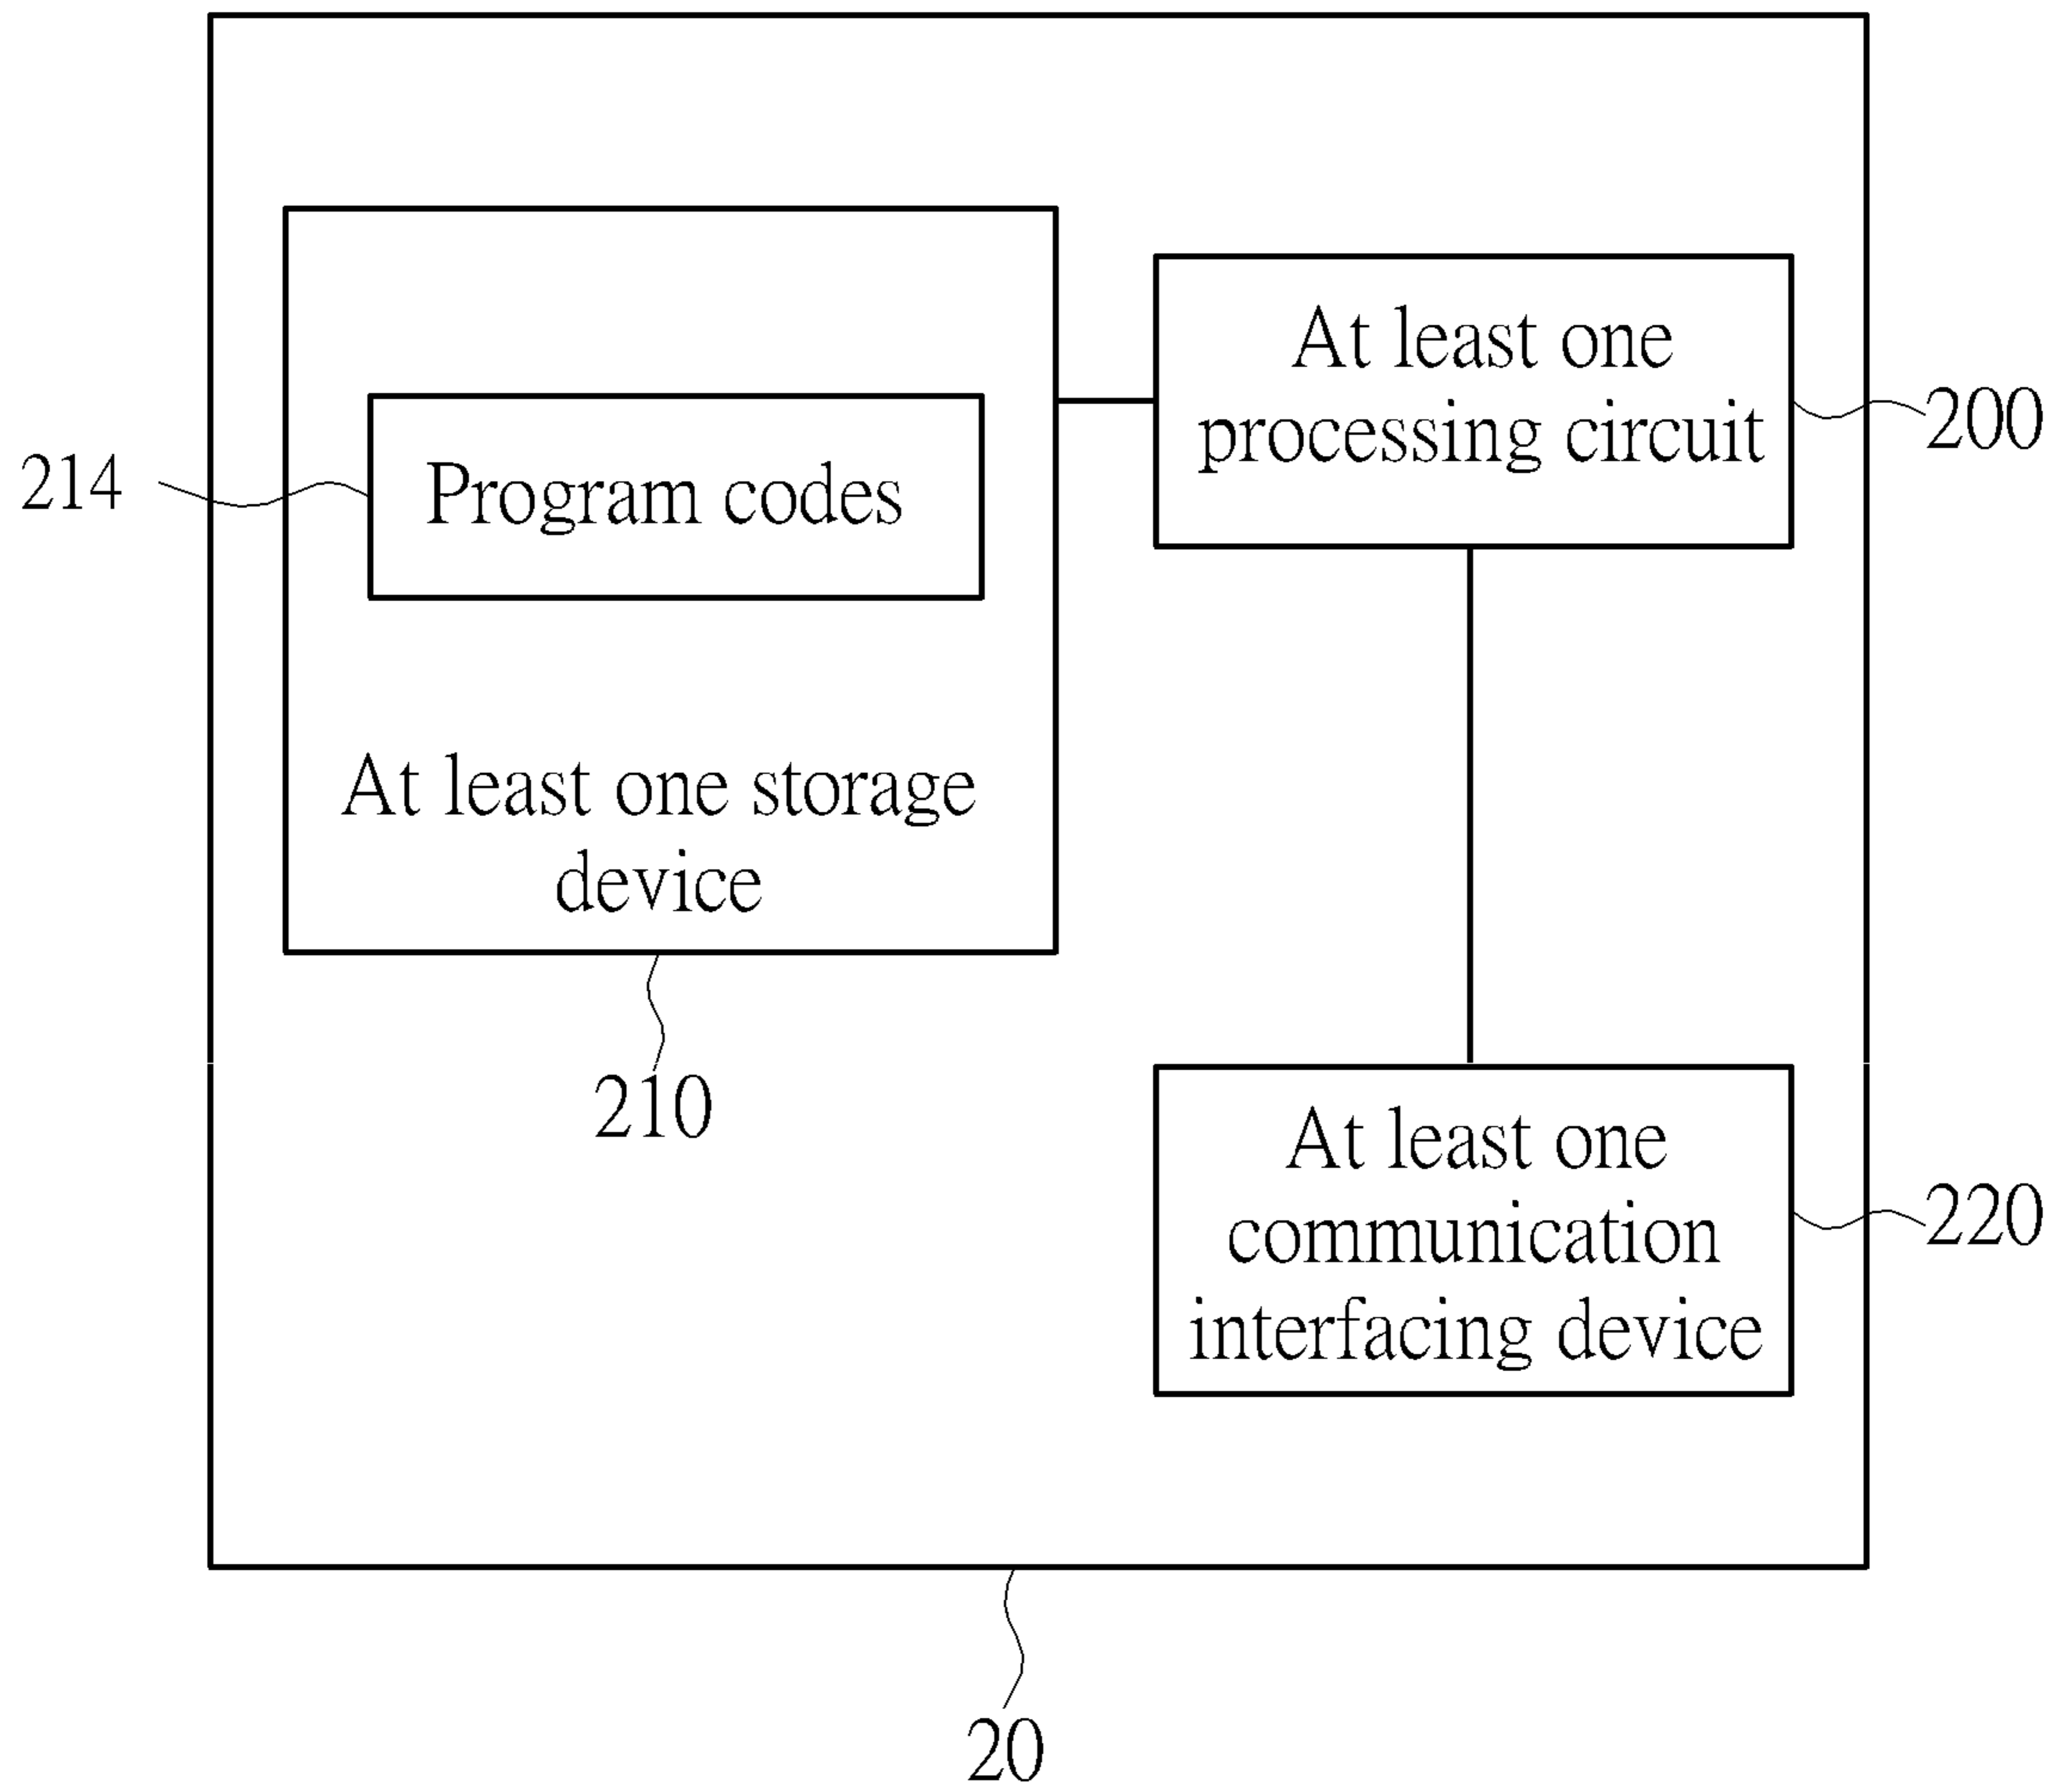 At least one
processing circuit
200
214
Program codes
At least one storage
device
210
At least one
communication
interfacing device
220
20